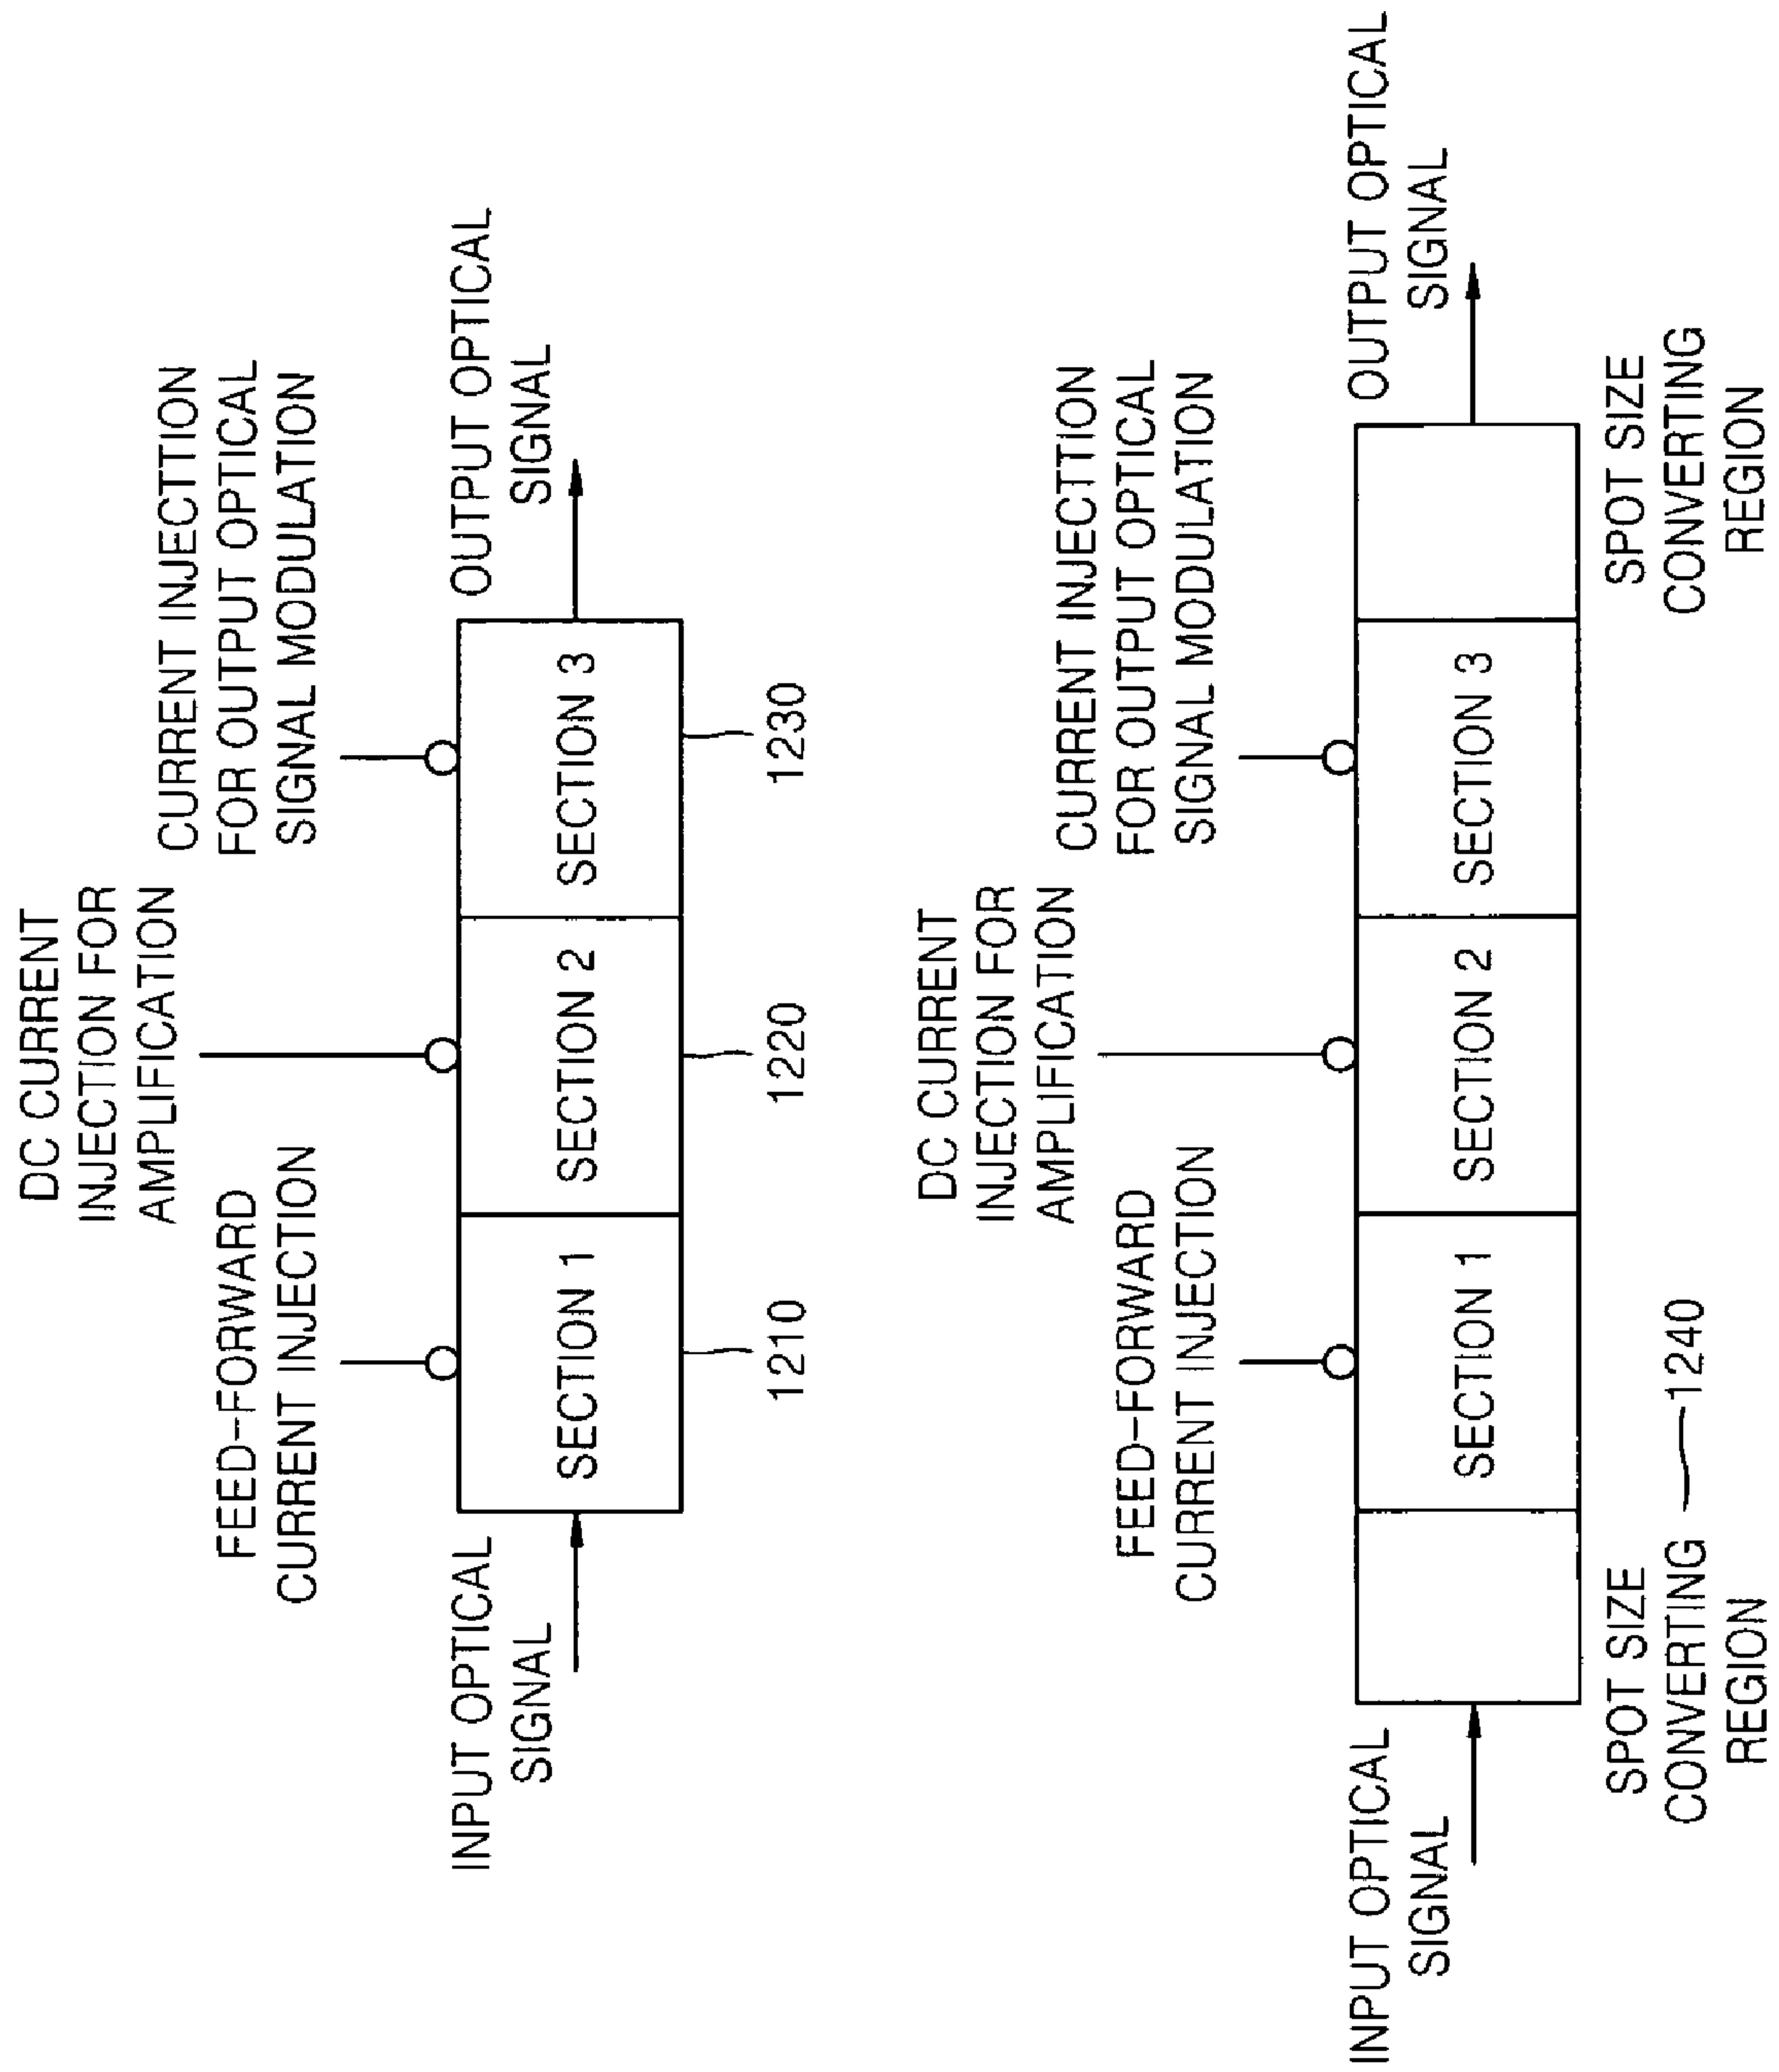 DC CURRENT
INJECTION FOR
AMPLIFICATION
FEED-FORWARD
CURRENT INJECTION
CURRENT INJECTTION
FOR OUTPUT OPTICAL
SIGNAL MODULATION
INPUT OPTICAL
SIGNAL
SECTION 1
SECTION 2
SECTION 3
OUTPUT OPTICAL
SIGNAL
1210
1220
1230
DC CURRENT
INJECTION FOR
AMPLIFICATION
FEED-FORWARD
CURRENT INJECTION
CURRENT INJECTTION
FOR OUTPUT OPTICAL
SIGNAL MODULATION
INPUT OPTICAL
SIGNAL
SECTION 1
SECTION 2
SECTION 3
OUTPUT OPTICAL
SIGNAL
SPOT SIZE
CONVERTING
REGION
1240
SPOT SIZE
CONVERTING
REGION